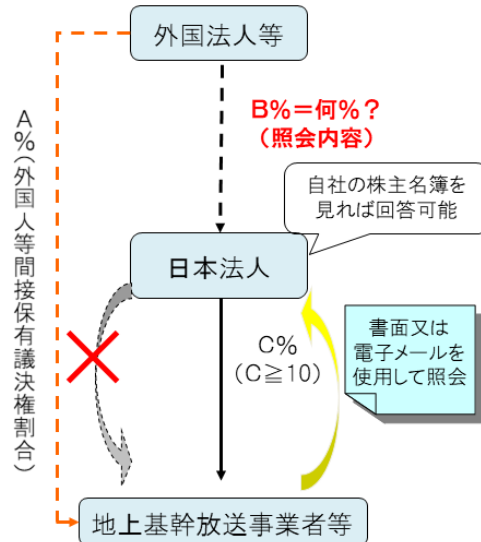 外国法人等
B%=何%?
(照会内容)
自社の株主名簿を
見れば回答可能
A%(外国人等間接保有議決権割合)
日本法人
C%
(C≧10)
書面又は
電子メールを
使用して照会
地上基幹放送事業者等